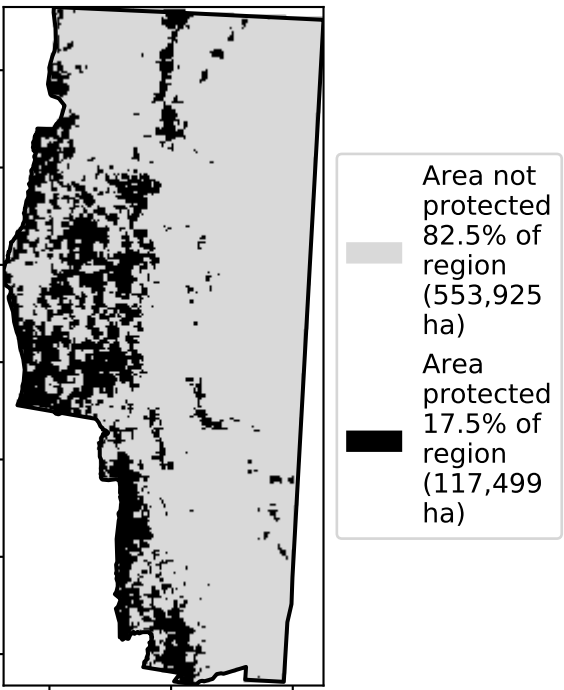 Area not
protected
82.5% of
region
(553,925
ha)
Area
protected
17.5% of
region
(117,499
ha)